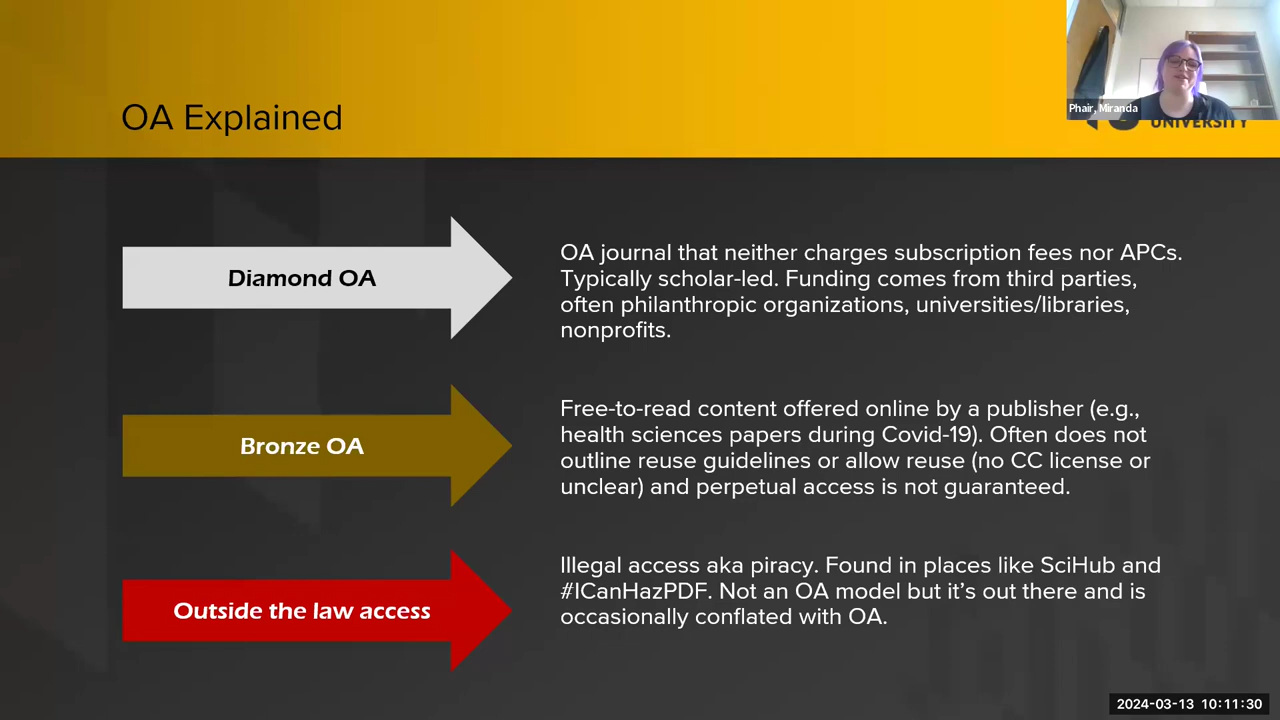 Phair, Miranda
UNIVERSITY
OA Explained
Diamond OA
OA journal that neither charges subscription fees nor APCs.
Typically scholar-led. Funding comes from third parties,
often philanthropic organizations, universities/libraries,
nonprofits.
Bronze OA
Free-to-read content offered online by a publisher (e.g.,
health sciences papers during Covid-19). Often does not
outline reuse guidelines or allow reuse (no CC license or
unclear) and perpetual access is not guaranteed.
Outside the law access
Illegal access aka piracy. Found in places like SciHub and
#ICanHazPDF. Not an OA model but it’s out there and is
occasionally conflated with OA.
2024-03-13 10:11:30